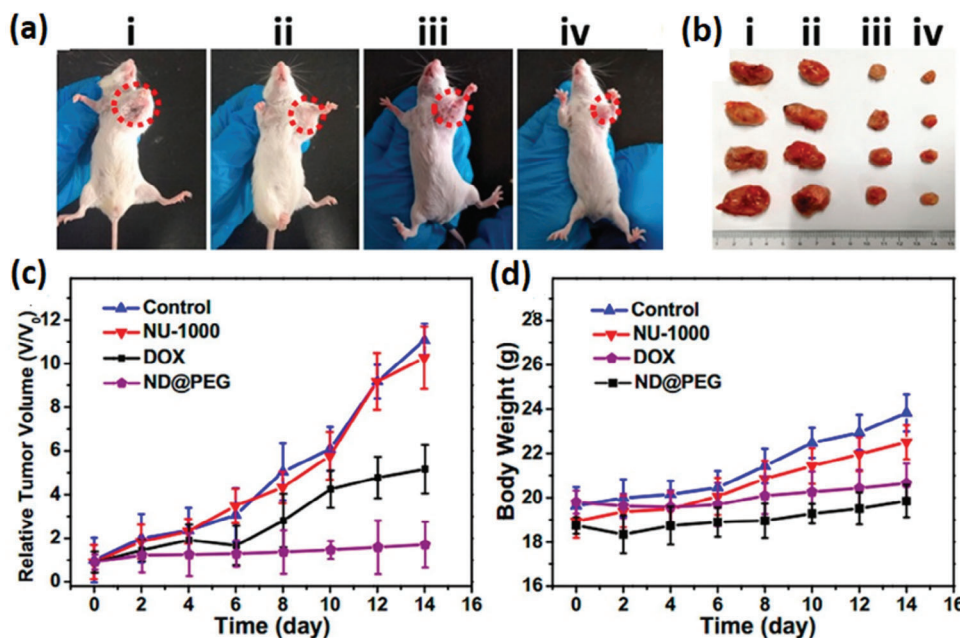 (a) i ii iii iv
(b) i ii iii iv
(c)
Relative Tumor Volume (V/V₀)
12
10
8
6
4
2
0
Control
NU-1000
DOX
ND@PEG
0 2 4 6 8 10 12 14 16
Time (day)
(d)
Body Weight (g)
28
26
24
22
20
18
16
Control
NU-1000
DOX
ND@PEG
0 2 4 6 8 10 12 14 16
Time (day)